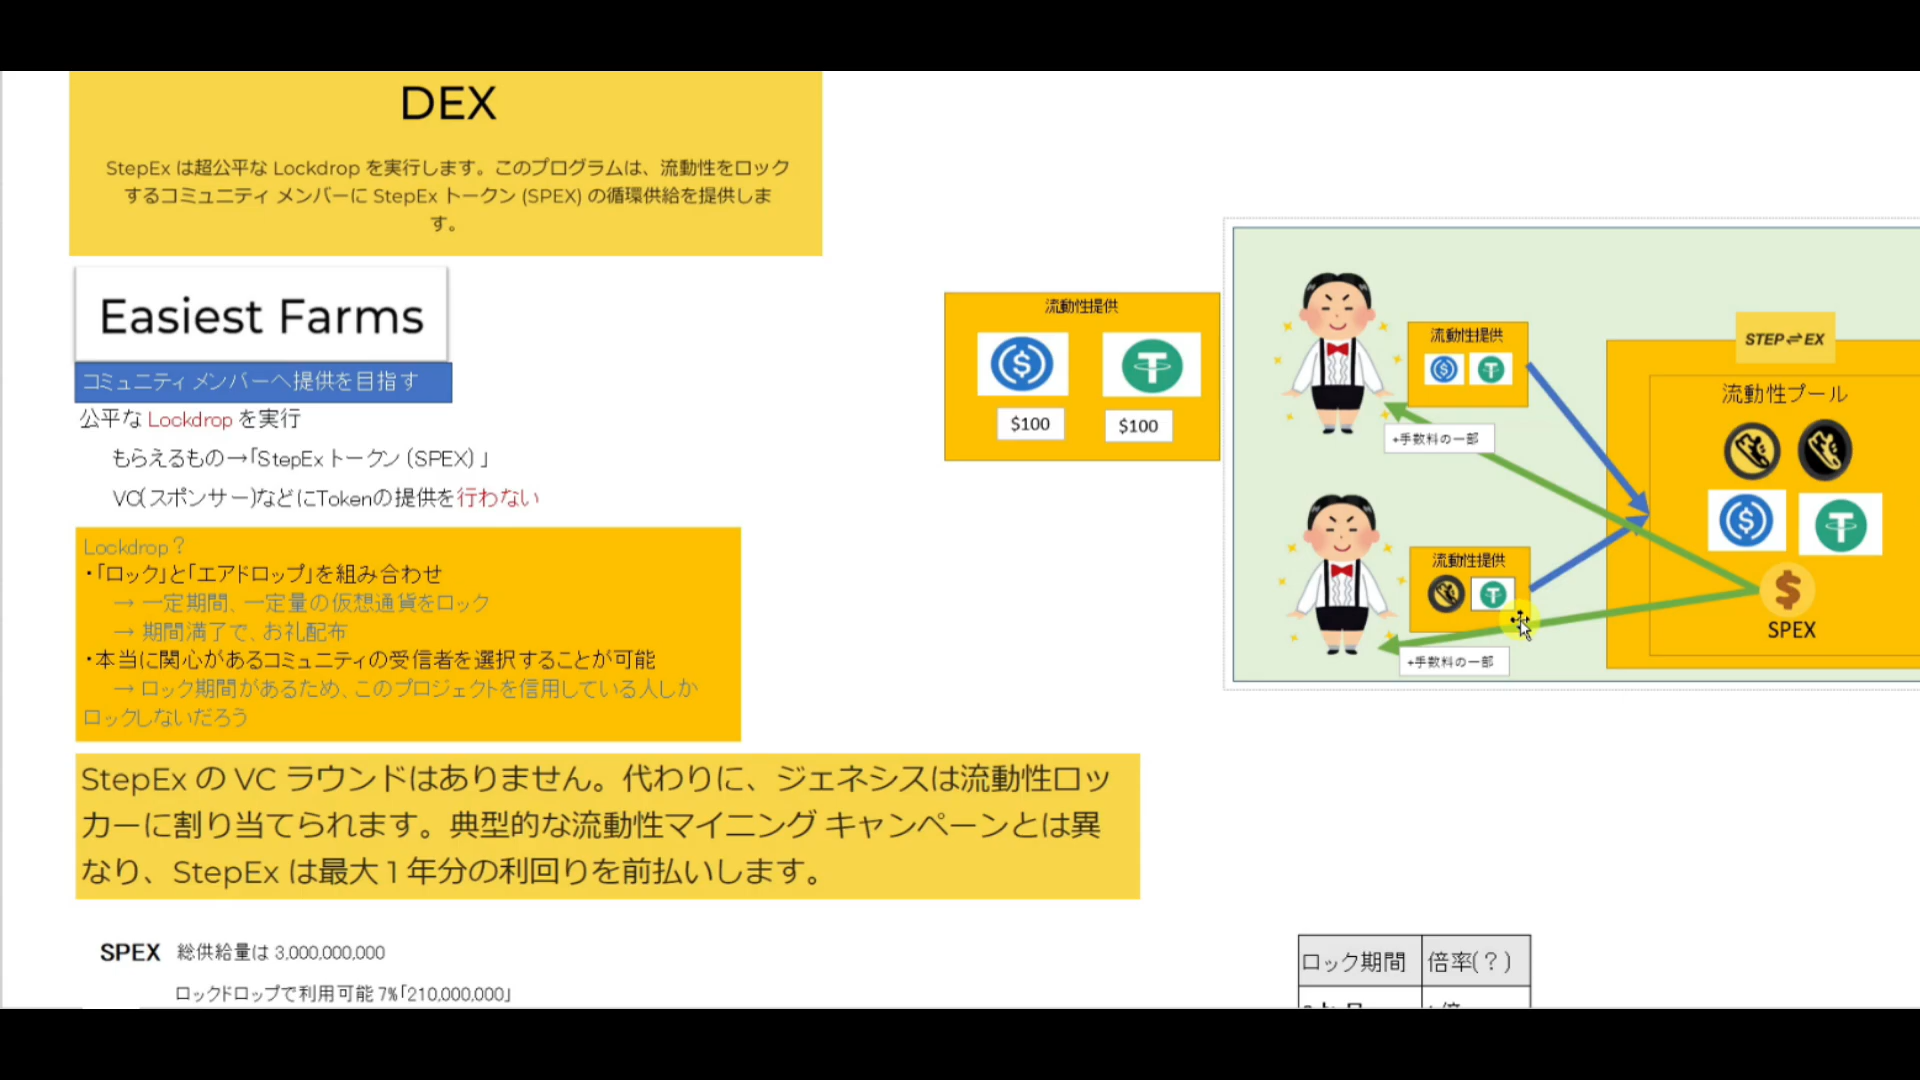 DEX
StepEx は超公平な Lockdrop を実行します。このプログラムは、流動性をロック
するコミュニティ メンバーに StepEx トークン (SPEX) の循環供給を提供しま
す。
Easiest Farms
コミュニティメンバーへ提供を目指す
公平な Lockdrop を実行
もらえるもの→「StepExトークン (SPEX) 」
VC(スポンサー)などにTokenの提供を行わない
Lockdrop？
・「ロック」と「エアドロップ」を組み合わせ
→ 一定期間、一定量の仮想通貨をロック
→ 期間満了で、お礼配布
・本当に関心があるコミュニティの受信者を選択することが可能
→ ロック期間があるため、このプロジェクトを信用している人しか
ロックしないだろう
StepEx の VC ラウンドはありません。代わりに、ジェネシスは流動性ロッ
カーに割り当てられます。典型的な流動性マイニング キャンペーンとは異
なり、StepEx は最大 1 年分の利回りを前払いします。
SPEX 総供給量は 3,000,000,000
ロックドロップで利用可能 7%「210,000,000」
流動性提供
$100
$100
流動性提供
+手数料の一部
流動性提供
+手数料の一部
STEP⇌EX
流動性プール
SPEX
ロック期間 倍率(？)